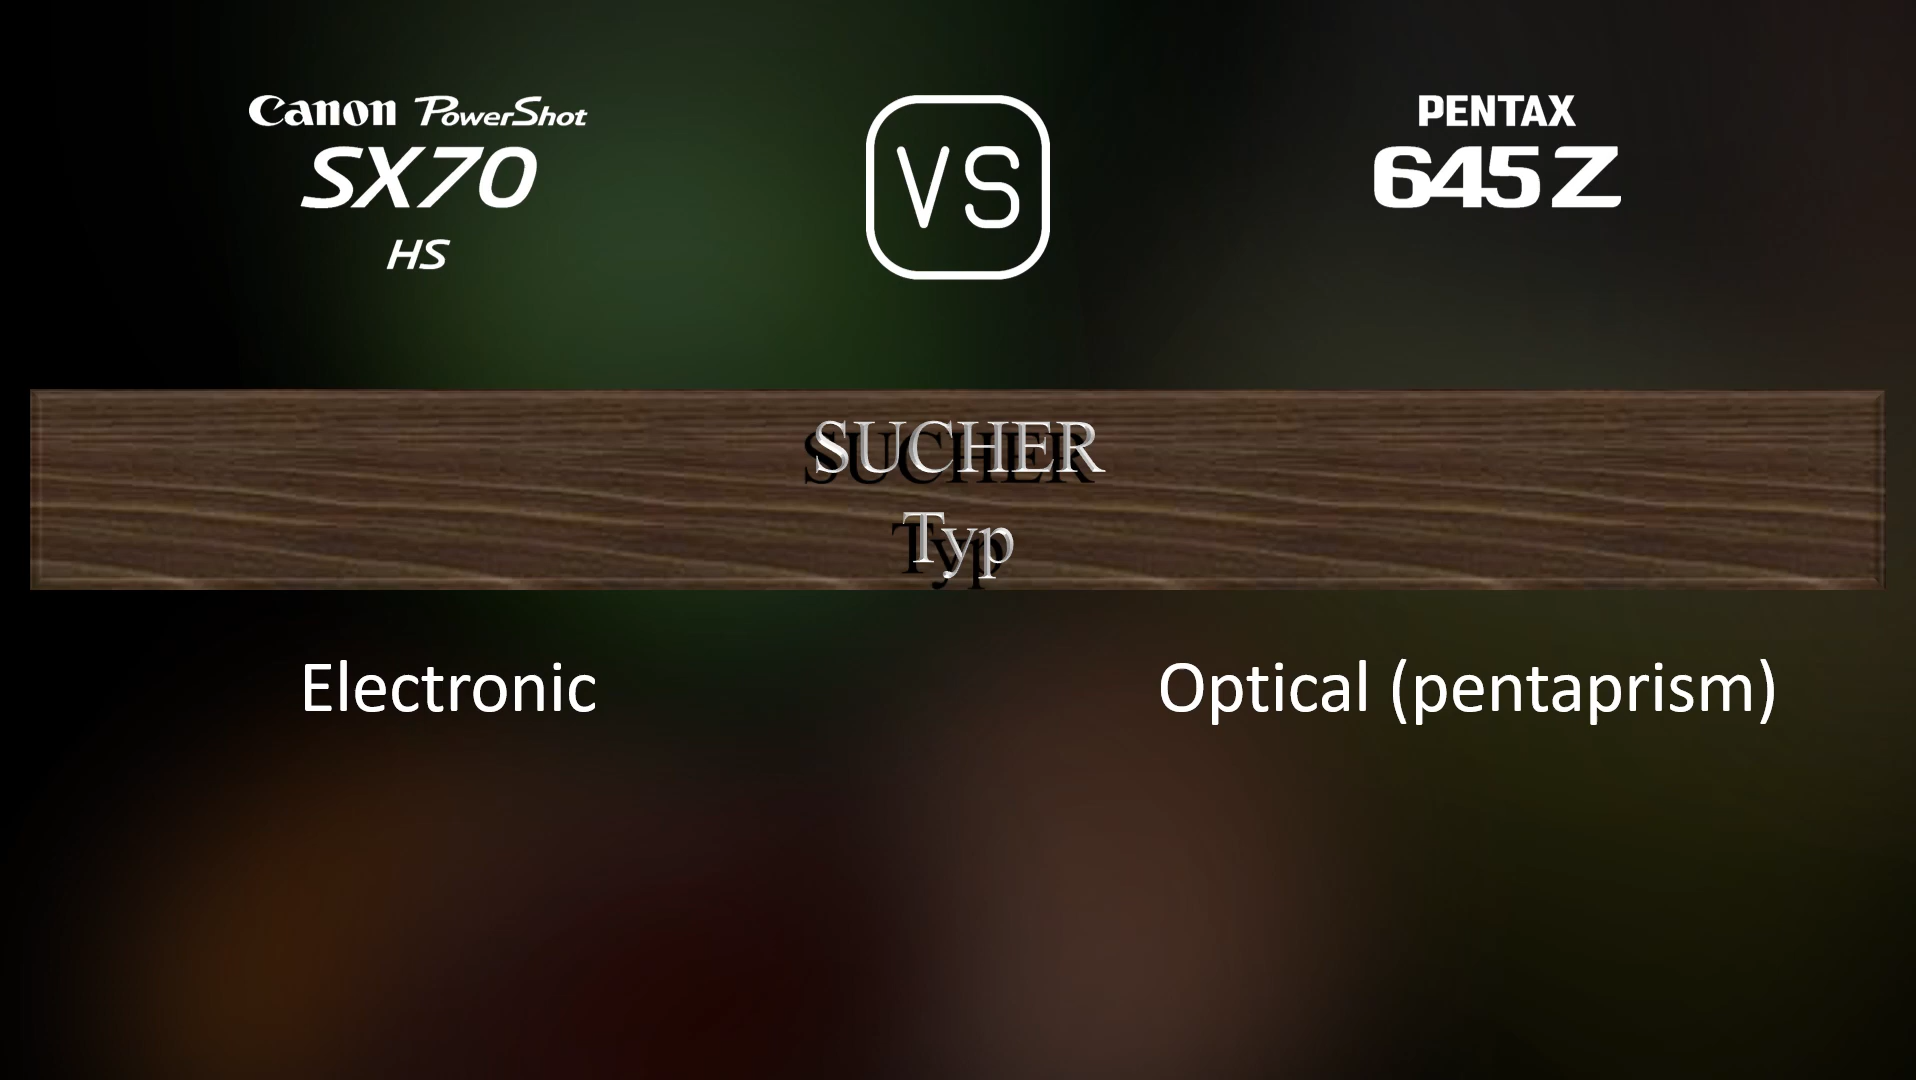 Canon PowerShot
SX70
HS
VS
PENTAX
645Z
SUCHER
Typ
Electronic
Optical (pentaprism)